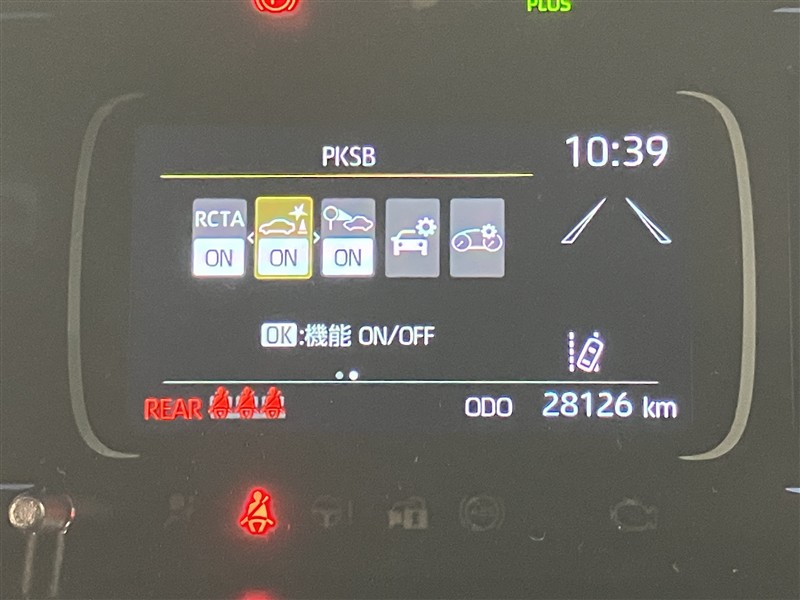 PLUS
PKSB
10:39
RCTA
ON ON ON
OK:機能 ON/OFF
REAR
ODO 28126 km